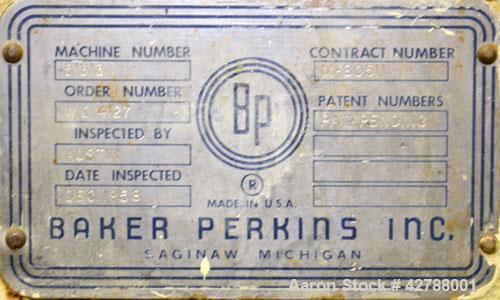 MACHINE NUMBER
ORDER NUMBER
INSPECTED BY
AUSTIN
DATE INSPECTED
DEC. 1958
BP
®
MADE IN U.S.A.
CONTRACT NUMBER
PATENT NUMBERS
PAT. PENDING
BAKER PERKINS INC.
SAGINAW MICHIGAN
Aaron Stock # 42788001